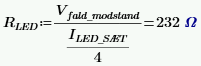 R_LED := V_fald_modstand / (I_LED_SÆT / 4) = 232 Ω